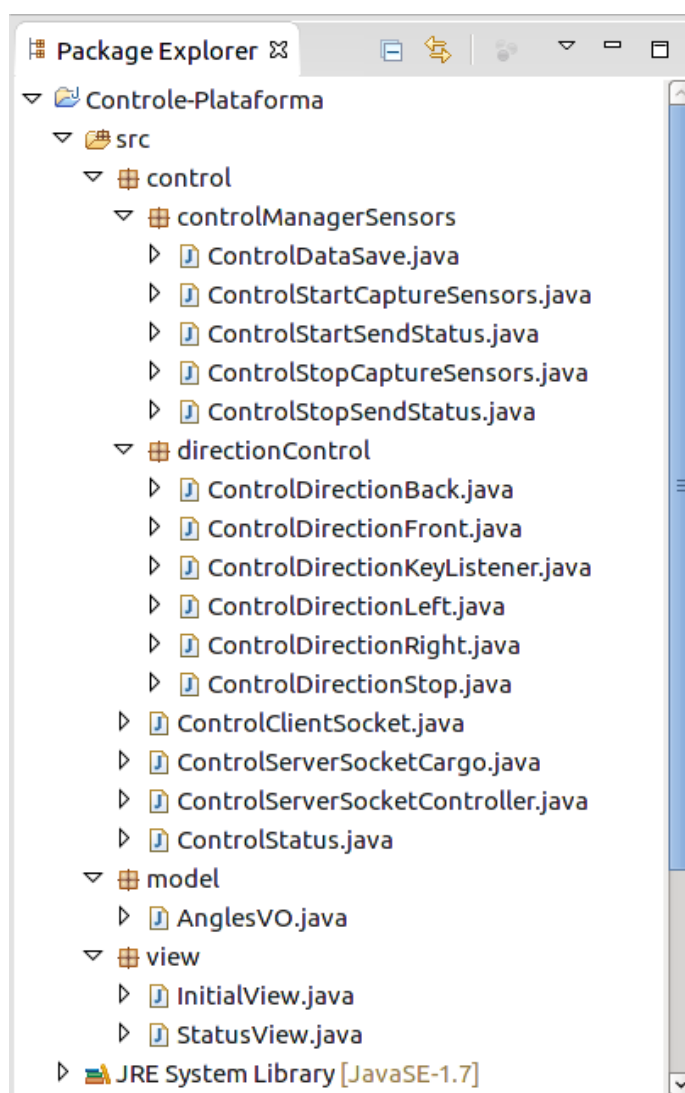 Package Explorer
Controle-Plataforma
src
control
controlManagerSensors
ControlDataSave.java
ControlStartCaptureSensors.java
ControlStartSendStatus.java
ControlStopCaptureSensors.java
ControlStopSendStatus.java
directionControl
ControlDirectionBack.java
ControlDirectionFront.java
ControlDirectionKeyListener.java
ControlDirectionLeft.java
ControlDirectionRight.java
ControlDirectionStop.java
ControlClientSocket.java
ControlServerSocketCargo.java
ControlServerSocketController.java
ControlStatus.java
model
AnglesVO.java
view
InitialView.java
StatusView.java
JRE System Library [JavaSE-1.7]